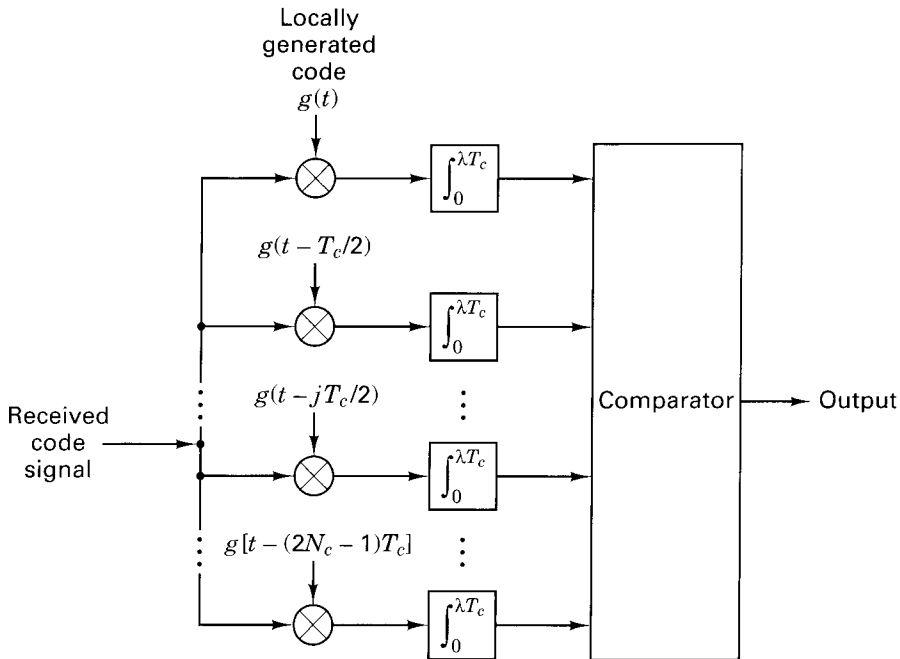 Locally
generated
code
g(t)
∫₀^{λT_c}
g(t − T_c/2)
∫₀^{λT_c}
g(t − jT_c/2)
Received
code
signal
∫₀^{λT_c}
Comparator
Output
g[t − (2N_c − 1)T_c]
∫₀^{λT_c}